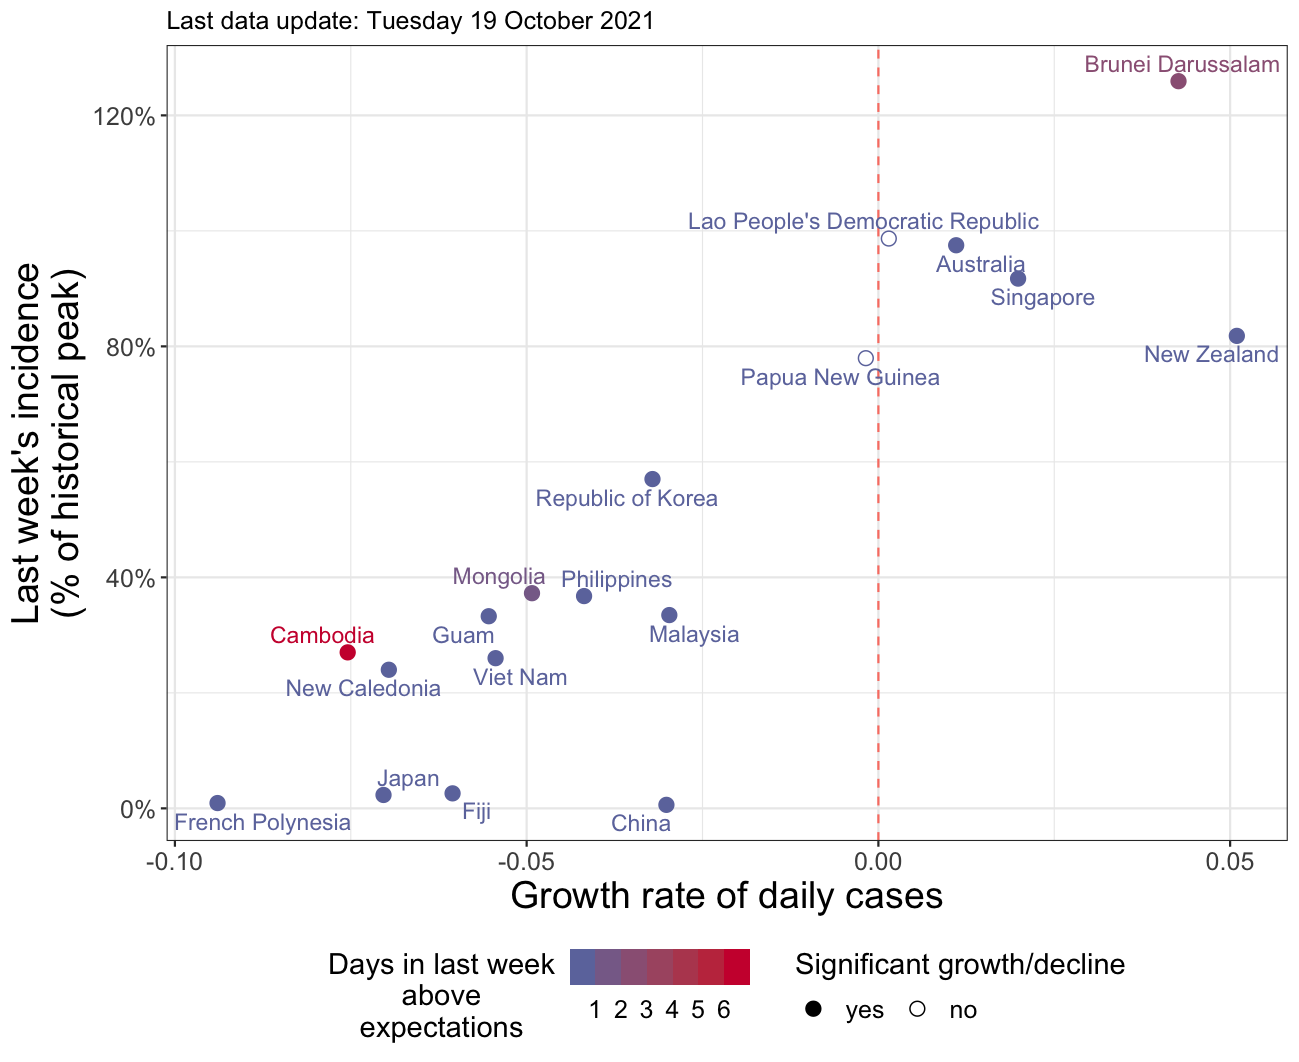 Last data update: Tuesday 19 October 2021
Last week's incidence
(% of historical peak)
120%
80%
40%
0%
Brunei Darussalam
Lao People's Democratic Republic
Australia
Singapore
New Zealand
Papua New Guinea
Republic of Korea
Mongolia
Philippines
Guam
Malaysia
Cambodia
Viet Nam
New Caledonia
Japan
Fiji
French Polynesia
China
-0.10 -0.05 0.00 0.05
Growth rate of daily cases
Days in last week
above
expectations
1 2 3 4 5 6
Significant growth/decline
yes no